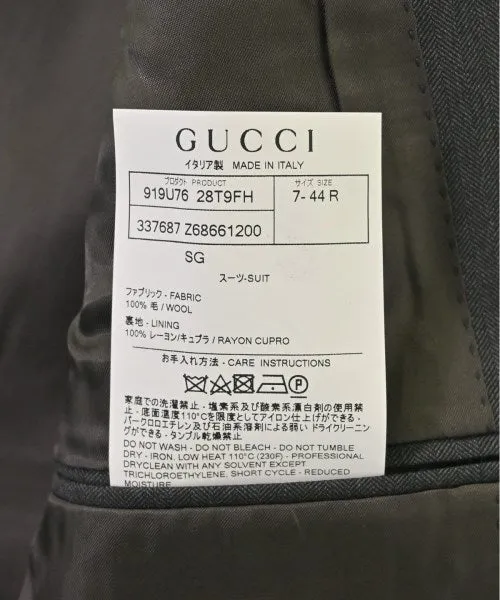 GUCCI
イタリア製 MADE IN ITALY
プロダクト PRODUCT
サイズ SIZE
919U76 28T9FH
7- 44 R
337687 Z68661200
SG
スーツ-SUIT
ファブリック - FABRIC
100% 毛 / WOOL
裏地 - LINING
100% レーヨン/キュプラ / RAYON CUPRO
お手入れ方法 - CARE INSTRUCTIONS
P
家庭での洗濯禁止 - 塩素系及び酸素系漂白剤の使用禁
止 - 底面温度110°Cを限度としてアイロン仕上げができる -
パークロロエチレン及び石油系溶剤による弱い ドライクリーニ
ングができる - タンブル乾燥禁止
DO NOT WASH - DO NOT BLEACH - DO NOT TUMBLE
DRY - IRON, LOW HEAT 110°C (230F) - PROFESSIONAL
DRYCLEAN WITH ANY SOLVENT EXCEPT
TRICHLOROETHYLENE, SHORT CYCLE - REDUCED
MOISTURE